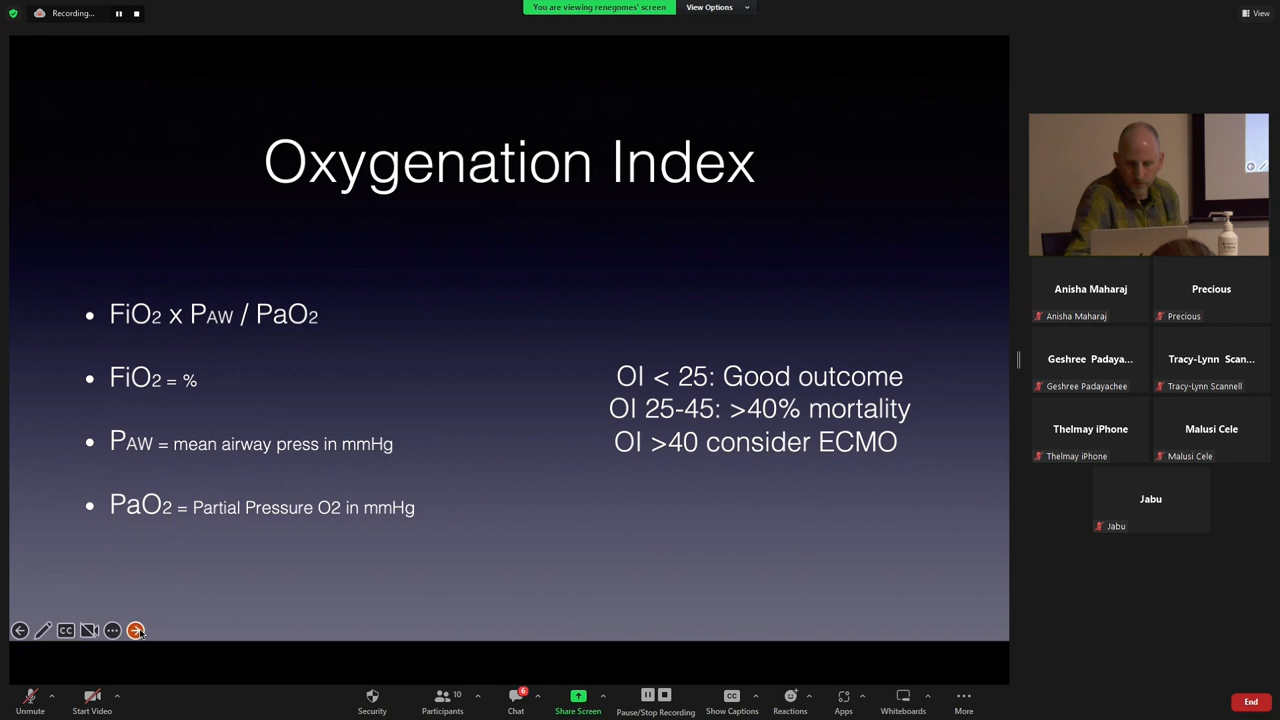 Recording...
You are viewing renegomes' screen
View Options
View
Oxygenation Index
• FiO2 x PAW / PaO2
• FiO2 = %
• PAW = mean airway press in mmHg
• PaO2 = Partial Pressure O2 in mmHg
OI < 25: Good outcome
OI 25-45: >40% mortality
OI >40 consider ECMO
Anisha Maharaj
Anisha Maharaj
Precious
Precious
Geshree Padaya...
Geshree Padayachee
Tracy-Lynn Scan...
Tracy-Lynn Scannell
Thelmay iPhone
Thelmay iPhone
Malusi Cele
Malusi Cele
Jabu
Jabu
CC
Unmute
Start Video
Security
10
Participants
6
Chat
Share Screen
Pause/Stop Recording
CC
Show Captions
Reactions
Apps
Whiteboards
More
End